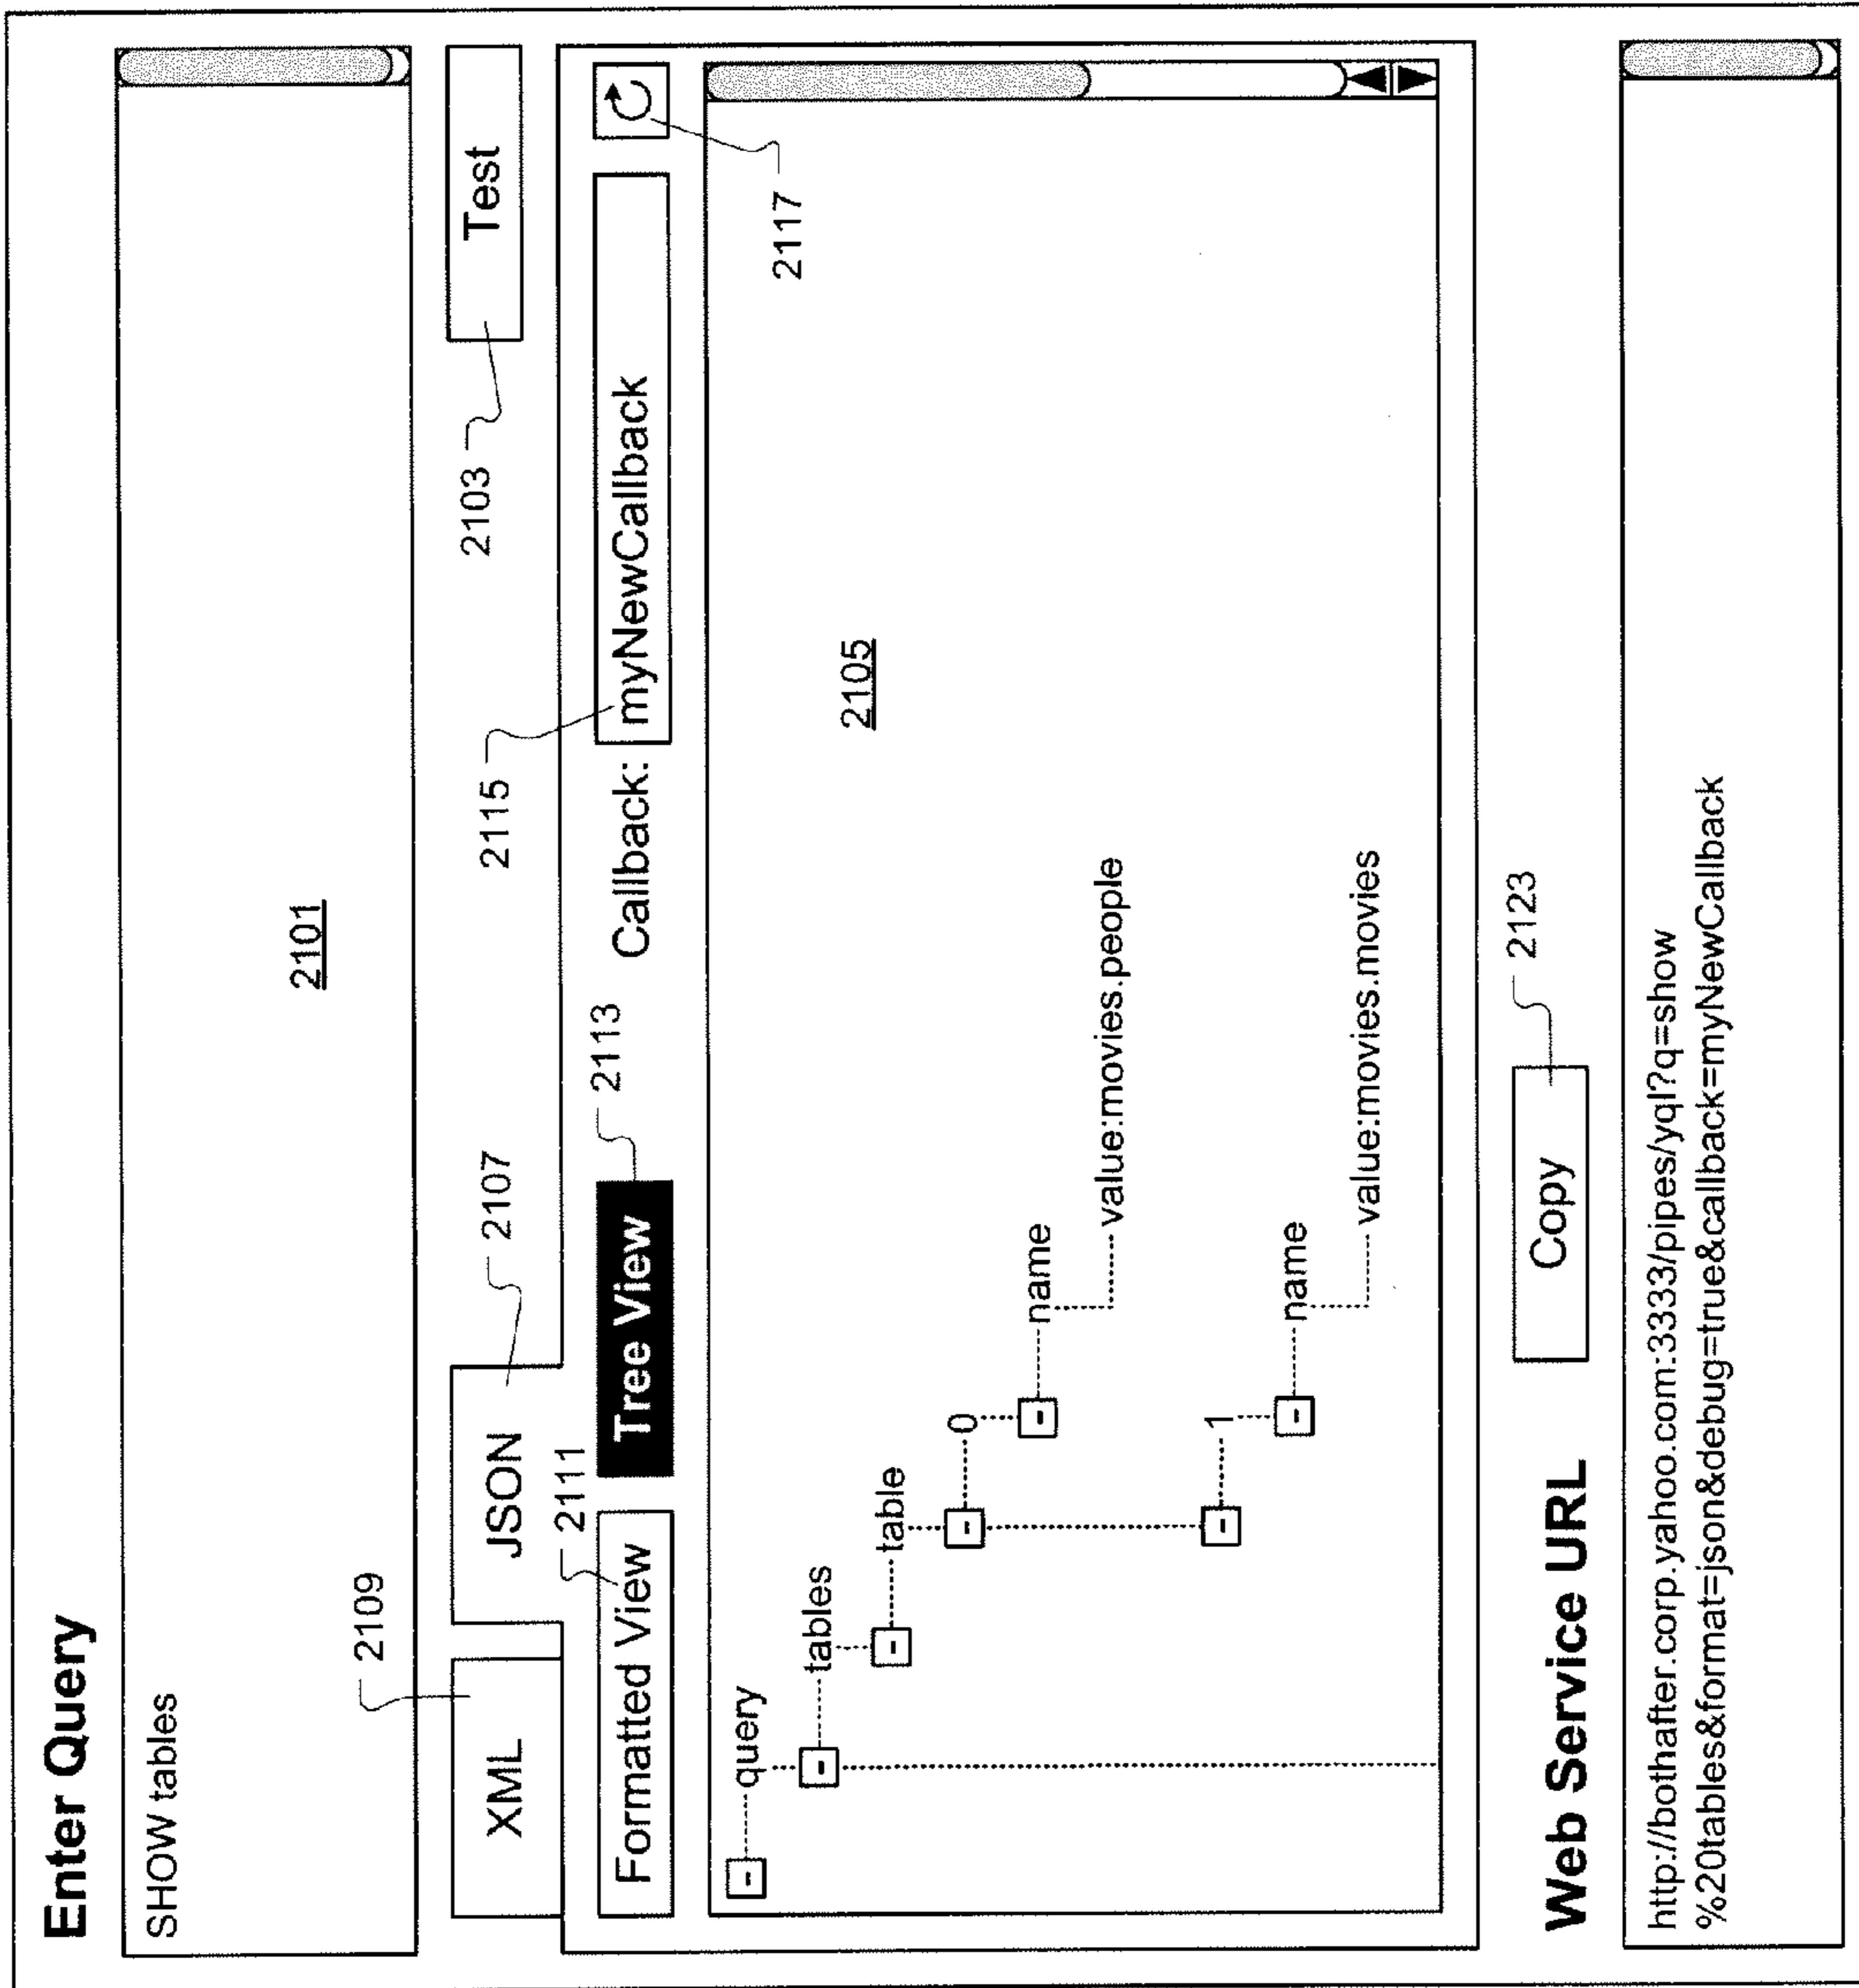 Enter Query
SHOW tables
2101
2109
2107
2115
2103
XML
JSON
Test
2111
2113
Formatted View
Tree View
Callback: myNewCallback
2117
query
tables
table
0
name
value:movies.people
1
name
value:movies.movies
2105
Web Service URL
Copy
2123
http://bothafter.corp.yahoo.com:3333/pipes/yql?q=show
%20tables&format=json&debug=true&callback=myNewCallback